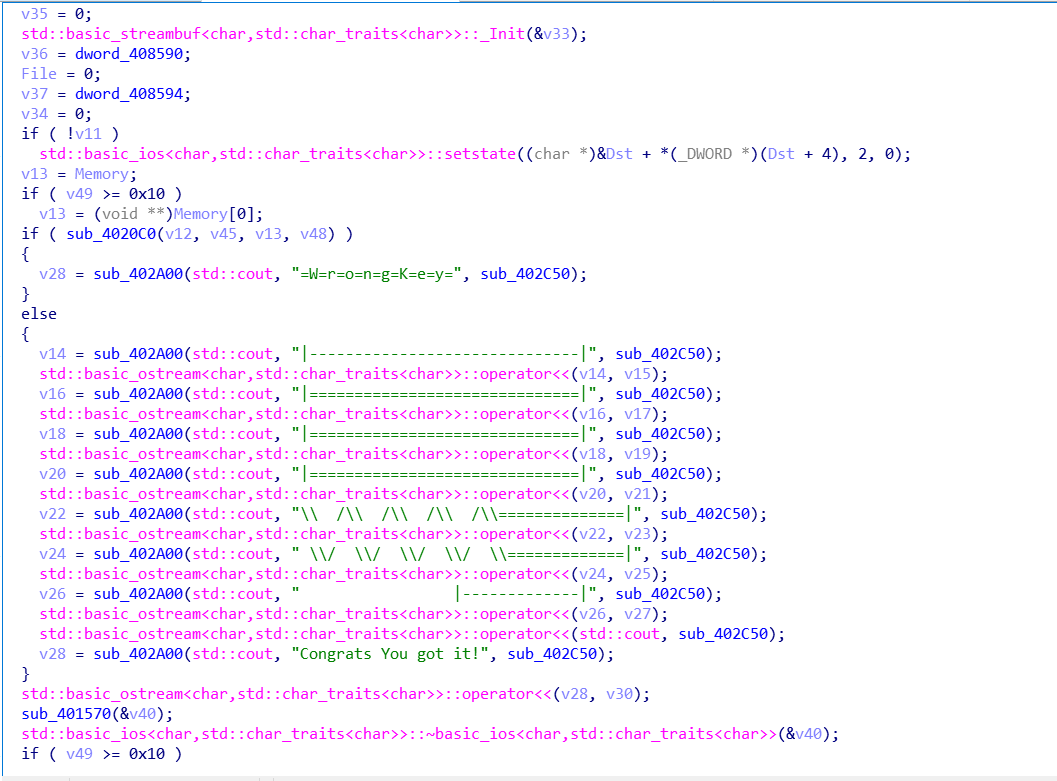 v35 = 0;
std::basic_streambuf<char,std::char_traits<char>>::_Init(&v33);
v36 = dword_408590;
File = 0;
v37 = dword_408594;
v34 = 0;
if ( !v11 )
  std::basic_ios<char,std::char_traits<char>>::setstate((char *)&Dst + *(_DWORD *)(Dst + 4), 2, 0);
v13 = Memory;
if ( v49 >= 0x10 )
  v13 = (void **)Memory[0];
if ( sub_4020C0(v12, v45, v13, v48) )
{
  v28 = sub_402A00(std::cout, "=W=r=o=n=g=K=e=y=", sub_402C50);
}
else
{
  v14 = sub_402A00(std::cout, "|------------------------------|", sub_402C50);
  std::basic_ostream<char,std::char_traits<char>>::operator<<(v14, v15);
  v16 = sub_402A00(std::cout, "|==============================|", sub_402C50);
  std::basic_ostream<char,std::char_traits<char>>::operator<<(v16, v17);
  v18 = sub_402A00(std::cout, "|==============================|", sub_402C50);
  std::basic_ostream<char,std::char_traits<char>>::operator<<(v18, v19);
  v20 = sub_402A00(std::cout, "|==============================|", sub_402C50);
  std::basic_ostream<char,std::char_traits<char>>::operator<<(v20, v21);
  v22 = sub_402A00(std::cout, "\\  /\\  /\\  /\\  /\\==============|", sub_402C50);
  std::basic_ostream<char,std::char_traits<char>>::operator<<(v22, v23);
  v24 = sub_402A00(std::cout, " \\/  \\/  \\/  \\/  \\=============|", sub_402C50);
  std::basic_ostream<char,std::char_traits<char>>::operator<<(v24, v25);
  v26 = sub_402A00(std::cout, "                 |-------------|", sub_402C50);
  std::basic_ostream<char,std::char_traits<char>>::operator<<(v26, v27);
  std::basic_ostream<char,std::char_traits<char>>::operator<<(std::cout, sub_402C50);
  v28 = sub_402A00(std::cout, "Congrats You got it!", sub_402C50);
}
std::basic_ostream<char,std::char_traits<char>>::operator<<(v28, v30);
sub_401570(&v40);
std::basic_ios<char,std::char_traits<char>>::~basic_ios<char,std::char_traits<char>>(&v40);
if ( v49 >= 0x10 )